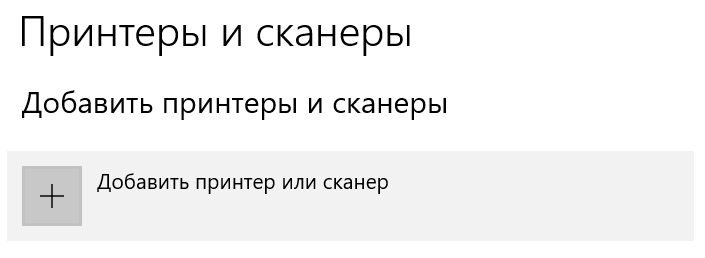 Принтеры и сканеры
Добавить принтеры и сканеры
Добавить принтер или сканер